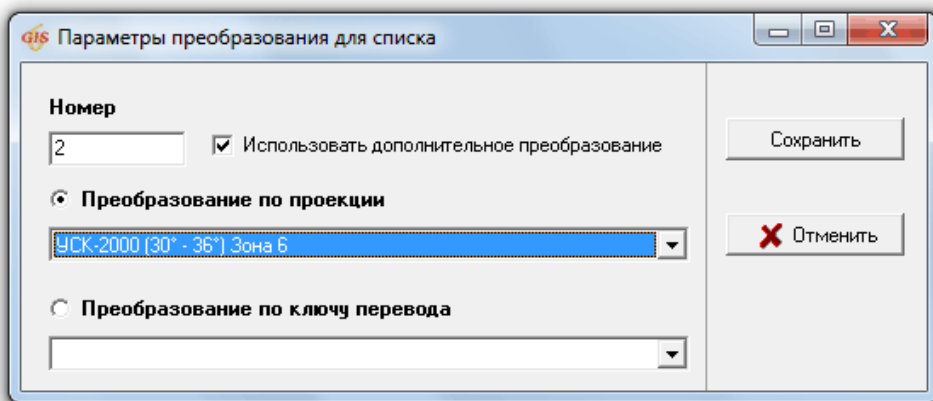 GIS Параметры преобразования для списка
Номер
2
Использовать дополнительное преобразование
Сохранить
Преобразование по проекции
УСК-2000 (30° - 36°) Зона 6
Отменить
Преобразование по ключу перевода